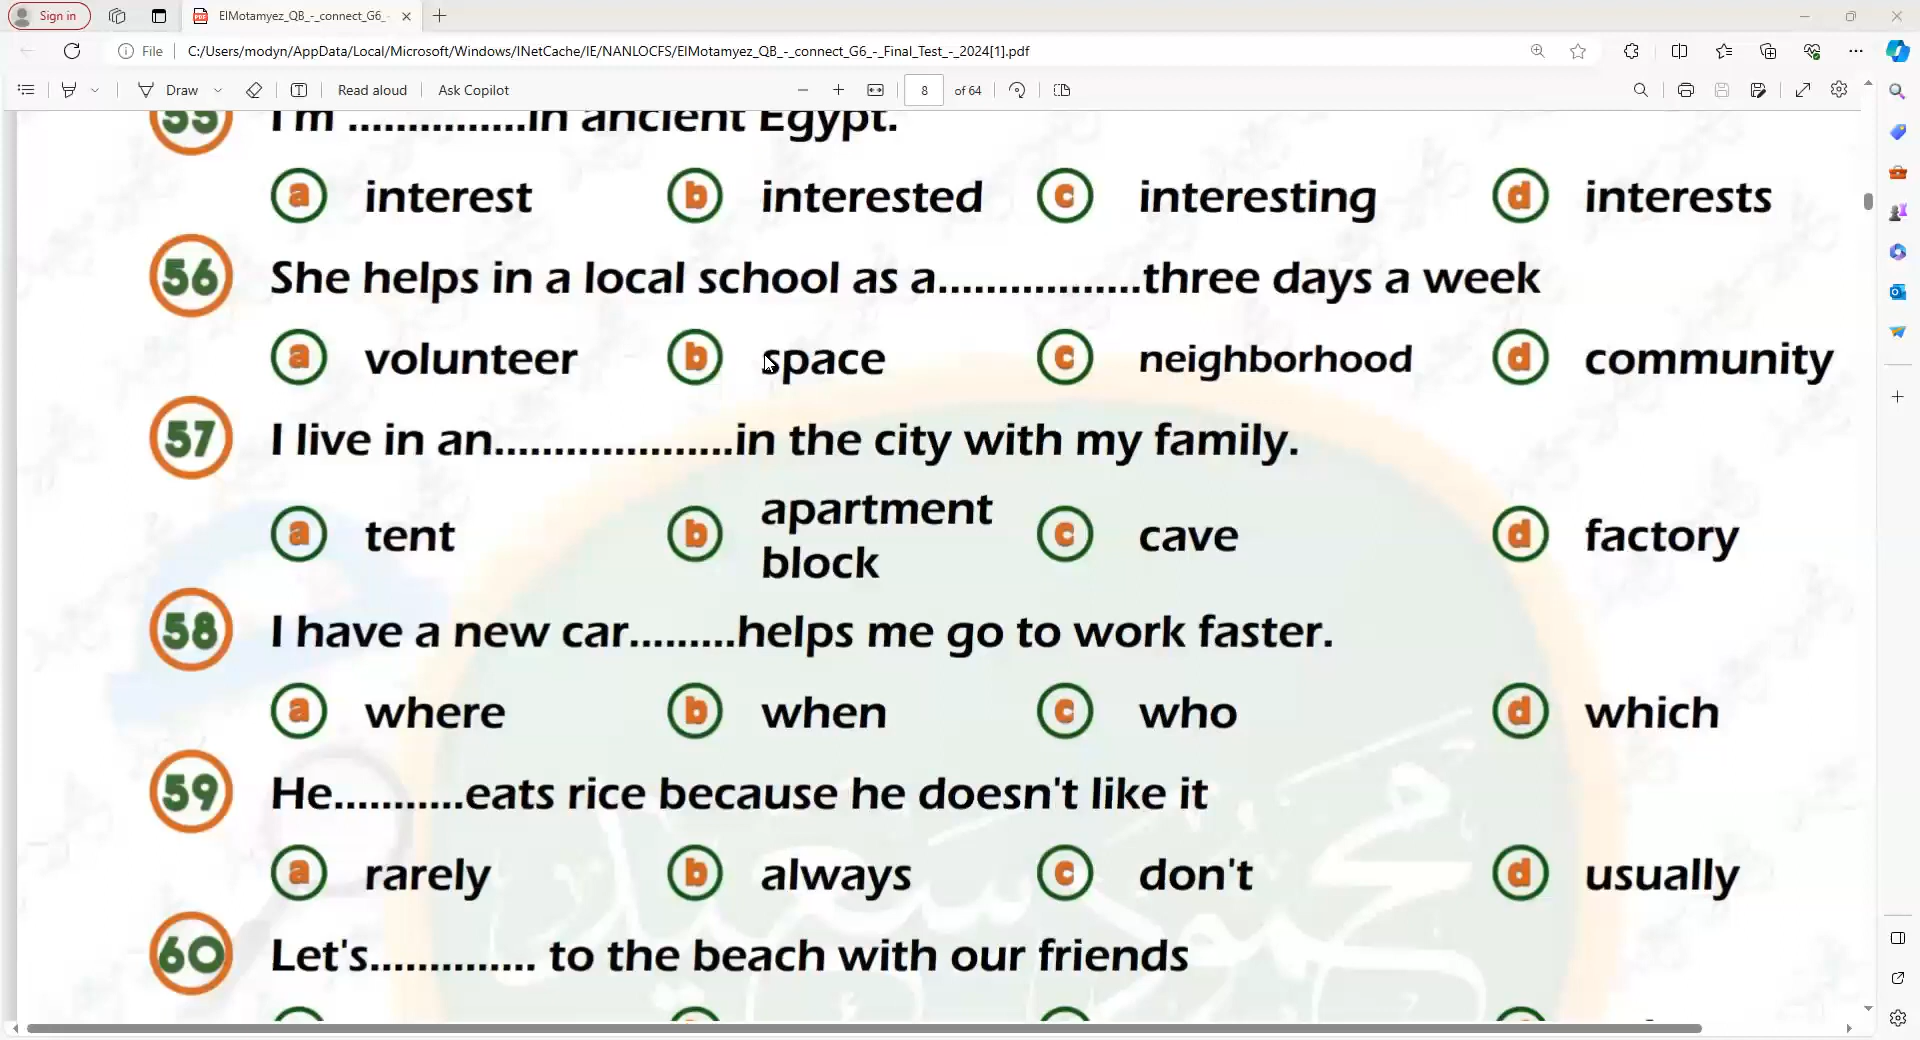 Sign in
ElMotamyez_QB_-_connect_G6_-
File
C:/Users/modyn/AppData/Local/Microsoft/Windows/INetCache/IE/NANLOCFS/ElMotamyez_QB_-_connect_G6_-_Final_Test_-_2024[1].pdf
Draw
Read aloud
Ask Copilot
8 of 64
55 I'm ...............in ancient Egypt.
a interest b interested c interesting d interests
56 She helps in a local school as a.................three days a week
a volunteer b space c neighborhood d community
57 I live in an....................in the city with my family.
a tent b apartment block c cave d factory
58 I have a new car.........helps me go to work faster.
a where b when c who d which
59 He...........eats rice because he doesn't like it
a rarely b always c don't d usually
60 Let's.............. to the beach with our friends